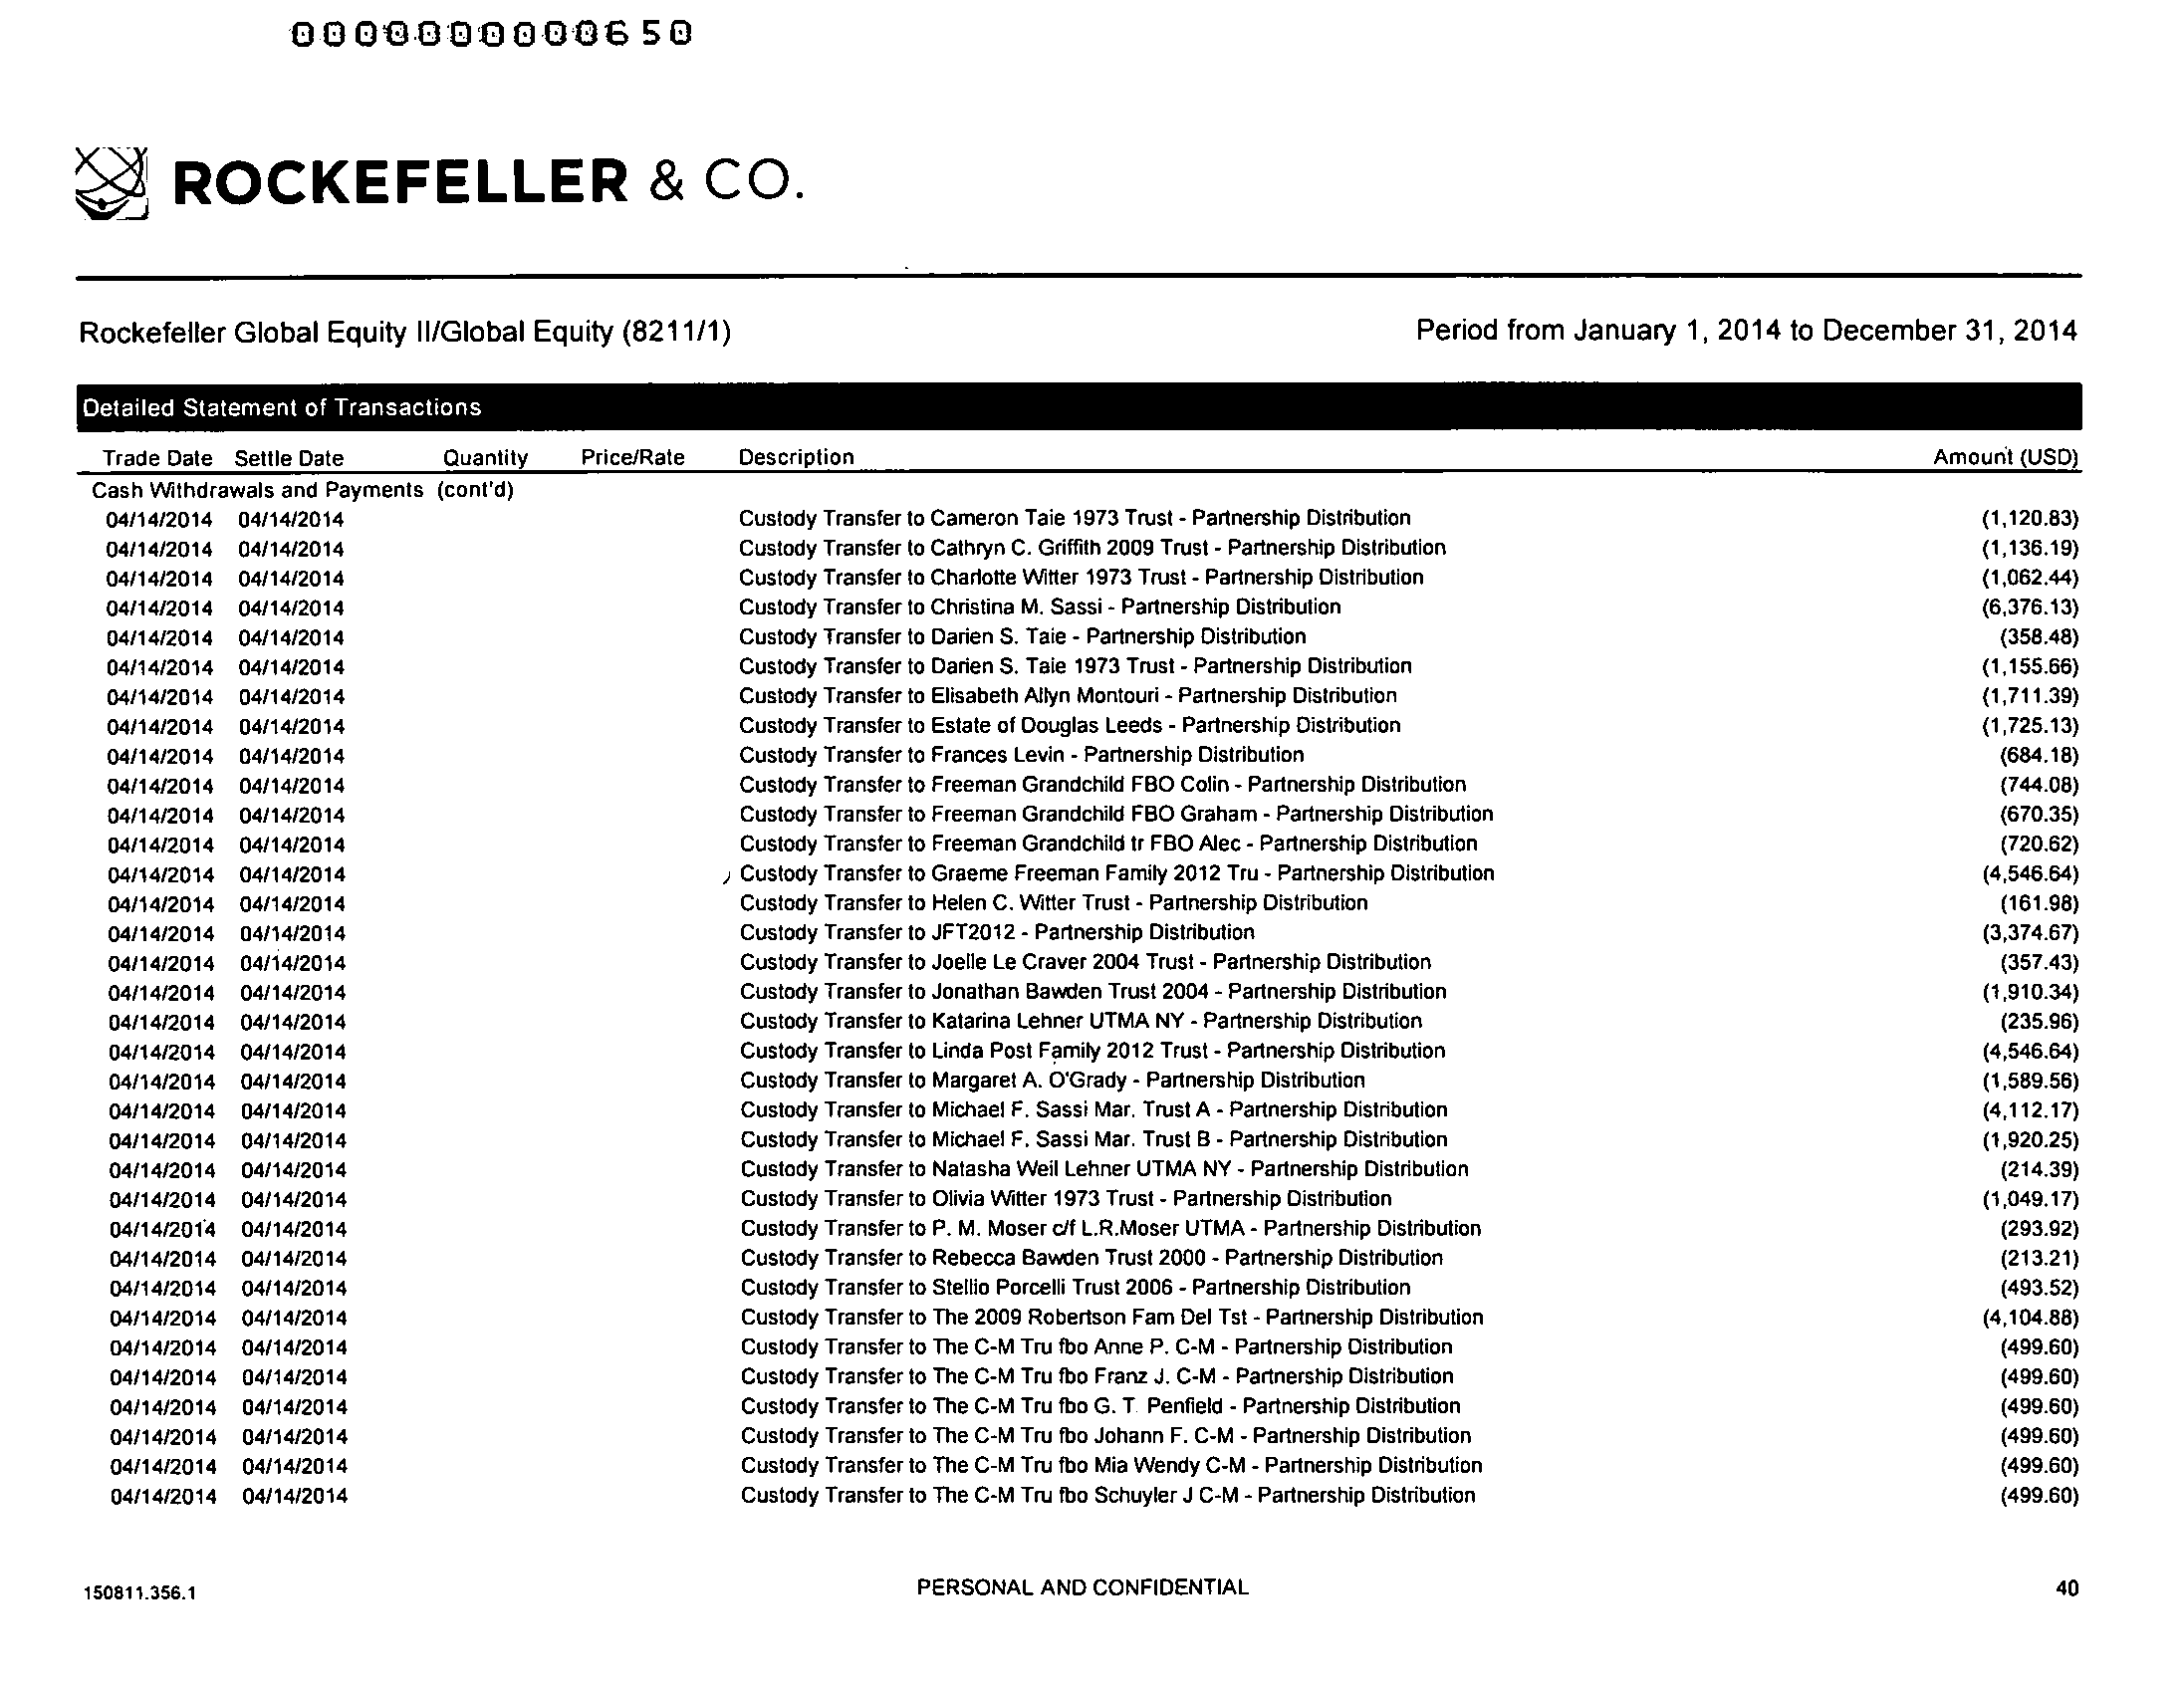 0000000000650
ROCKEFELLER & CO.
Rockefeller Global Equity II/Global Equity (8211/1) Period from January 1, 2014 to December 31, 2014
Detailed Statement of Transactions
Trade Date Settle Date Quantity Price/Rate Description Amount (USD)
Cash Withdrawals and Payments (cont'd)
04/14/2014 04/14/2014 Custody Transfer to Cameron Taie 1973 Trust - Partnership Distribution (1,120.83)
04/14/2014 04/14/2014 Custody Transfer to Cathryn C. Griffith 2009 Trust - Partnership Distribution (1,136.19)
04/14/2014 04/14/2014 Custody Transfer to Charlotte Witter 1973 Trust - Partnership Distribution (1,062.44)
04/14/2014 04/14/2014 Custody Transfer to Christina M. Sassi - Partnership Distribution (6,376.13)
04/14/2014 04/14/2014 Custody Transfer to Darien S. Taie - Partnership Distribution (358.48)
04/14/2014 04/14/2014 Custody Transfer to Darien S. Taie 1973 Trust - Partnership Distribution (1,155.66)
04/14/2014 04/14/2014 Custody Transfer to Elisabeth Allyn Montouri - Partnership Distribution (1,711.39)
04/14/2014 04/14/2014 Custody Transfer to Estate of Douglas Leeds - Partnership Distribution (1,725.13)
04/14/2014 04/14/2014 Custody Transfer to Frances Levin - Partnership Distribution (684.18)
04/14/2014 04/14/2014 Custody Transfer to Freeman Grandchild FBO Colin - Partnership Distribution (744.08)
04/14/2014 04/14/2014 Custody Transfer to Freeman Grandchild FBO Graham - Partnership Distribution (670.35)
04/14/2014 04/14/2014 Custody Transfer to Freeman Grandchild tr FBO Alec - Partnership Distribution (720.62)
04/14/2014 04/14/2014 Custody Transfer to Graeme Freeman Family 2012 Tru - Partnership Distribution (4,546.64)
04/14/2014 04/14/2014 Custody Transfer to Helen C. Witter Trust - Partnership Distribution (161.98)
04/14/2014 04/14/2014 Custody Transfer to JFT2012 - Partnership Distribution (3,374.67)
04/14/2014 04/14/2014 Custody Transfer to Joelle Le Craver 2004 Trust - Partnership Distribution (357.43)
04/14/2014 04/14/2014 Custody Transfer to Jonathan Bawden Trust 2004 - Partnership Distribution (1,910.34)
04/14/2014 04/14/2014 Custody Transfer to Katarina Lehner UTMA NY - Partnership Distribution (235.96)
04/14/2014 04/14/2014 Custody Transfer to Linda Post Family 2012 Trust - Partnership Distribution (4,546.64)
04/14/2014 04/14/2014 Custody Transfer to Margaret A. O'Grady - Partnership Distribution (1,589.56)
04/14/2014 04/14/2014 Custody Transfer to Michael F. Sassi Mar. Trust A - Partnership Distribution (4,112.17)
04/14/2014 04/14/2014 Custody Transfer to Michael F. Sassi Mar. Trust B - Partnership Distribution (1,920.25)
04/14/2014 04/14/2014 Custody Transfer to Natasha Weil Lehner UTMA NY - Partnership Distribution (214.39)
04/14/2014 04/14/2014 Custody Transfer to Olivia Witter 1973 Trust - Partnership Distribution (1,049.17)
04/14/2014 04/14/2014 Custody Transfer to P. M. Moser c/f L.R.Moser UTMA - Partnership Distribution (293.92)
04/14/2014 04/14/2014 Custody Transfer to Rebecca Bawden Trust 2000 - Partnership Distribution (213.21)
04/14/2014 04/14/2014 Custody Transfer to Stellio Porcelli Trust 2006 - Partnership Distribution (493.52)
04/14/2014 04/14/2014 Custody Transfer to The 2009 Robertson Fam Del Tst - Partnership Distribution (4,104.88)
04/14/2014 04/14/2014 Custody Transfer to The C-M Tru fbo Anne P. C-M - Partnership Distribution (499.60)
04/14/2014 04/14/2014 Custody Transfer to The C-M Tru fbo Franz J. C-M - Partnership Distribution (499.60)
04/14/2014 04/14/2014 Custody Transfer to The C-M Tru fbo G. T. Penfield - Partnership Distribution (499.60)
04/14/2014 04/14/2014 Custody Transfer to The C-M Tru fbo Johann F. C-M - Partnership Distribution (499.60)
04/14/2014 04/14/2014 Custody Transfer to The C-M Tru fbo Mia Wendy C-M - Partnership Distribution (499.60)
04/14/2014 04/14/2014 Custody Transfer to The C-M Tru fbo Schuyler J C-M - Partnership Distribution (499.60)
150811.356.1 PERSONAL AND CONFIDENTIAL 40